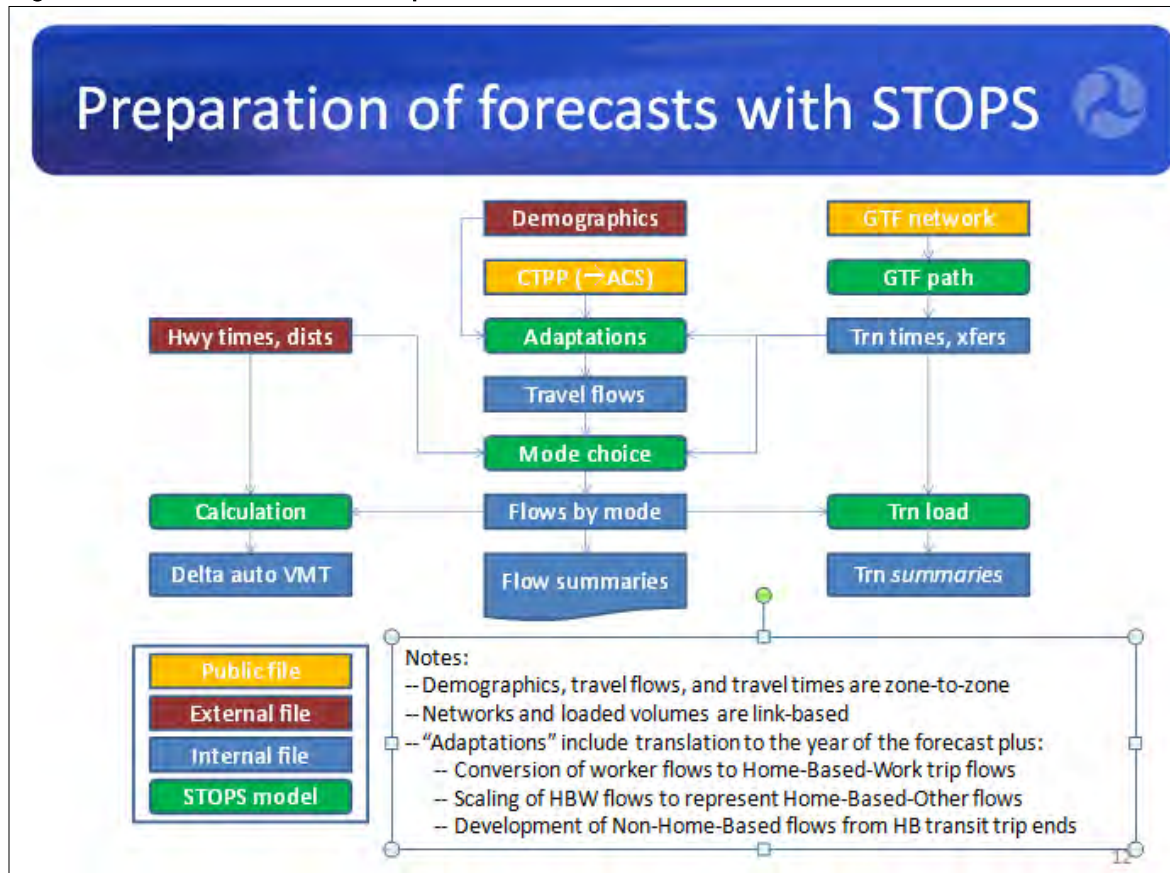 Preparation of forecasts with STOPS
Demographics
GTF network
CTPP (→ACS)
GTF path
Hwy times, dists
Adaptations
Trn times, xfers
Travel flows
Mode choice
Calculation
Flows by mode
Trn load
Delta auto VMT
Flow summaries
Trn summaries
Public file
External file
Internal file
STOPS model
Notes:
-- Demographics, travel flows, and travel times are zone-to-zone
-- Networks and loaded volumes are link-based
-- “Adaptations” include translation to the year of the forecast plus:
-- Conversion of worker flows to Home-Based-Work trip flows
-- Scaling of HBW flows to represent Home-Based-Other flows
-- Development of Non-Home-Based flows from HB transit trip ends
12